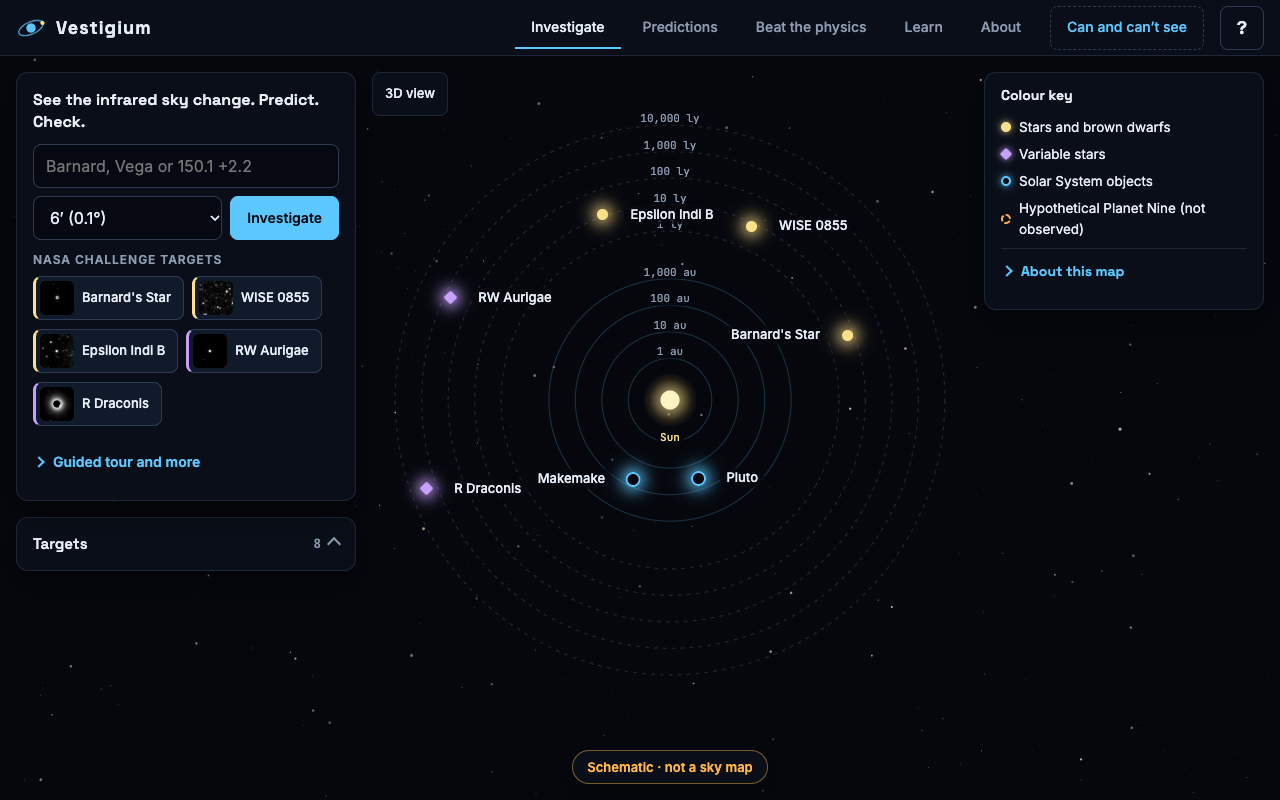 Vestigium
Investigate
Predictions
Beat the physics
Learn
About
Can and can't see
?
See the infrared sky change. Predict.
Check.
Barnard, Vega or 150.1 +2.2
6′ (0.1°)
Investigate
NASA CHALLENGE TARGETS
Barnard's Star
WISE 0855
Epsilon Indi B
RW Aurigae
R Draconis
Guided tour and more
Targets
8
3D view
10,000 ly
1,000 ly
100 ly
10 ly
Epsilon Indi B
1 ly
WISE 0855
1,000 au
RW Aurigae
100 au
10 au
Barnard's Star
1 au
Sun
Makemake
Pluto
R Draconis
Schematic · not a sky map
Colour key
Stars and brown dwarfs
Variable stars
Solar System objects
Hypothetical Planet Nine (not
observed)
About this map